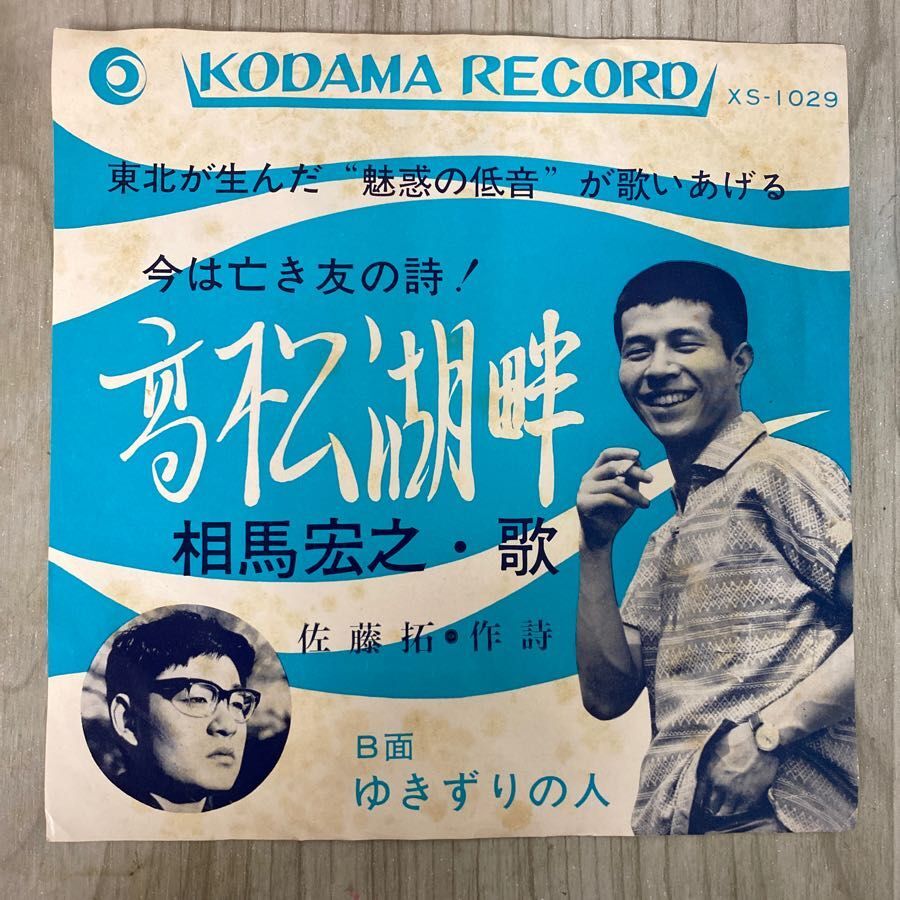 KODAMA RECORD
XS-1029
東北が生んだ“魅惑の低音”が歌いあげる
今は亡き友の詩！
高松湖畔
相馬宏之・歌
佐藤拓・作詩
B面
ゆきずりの人